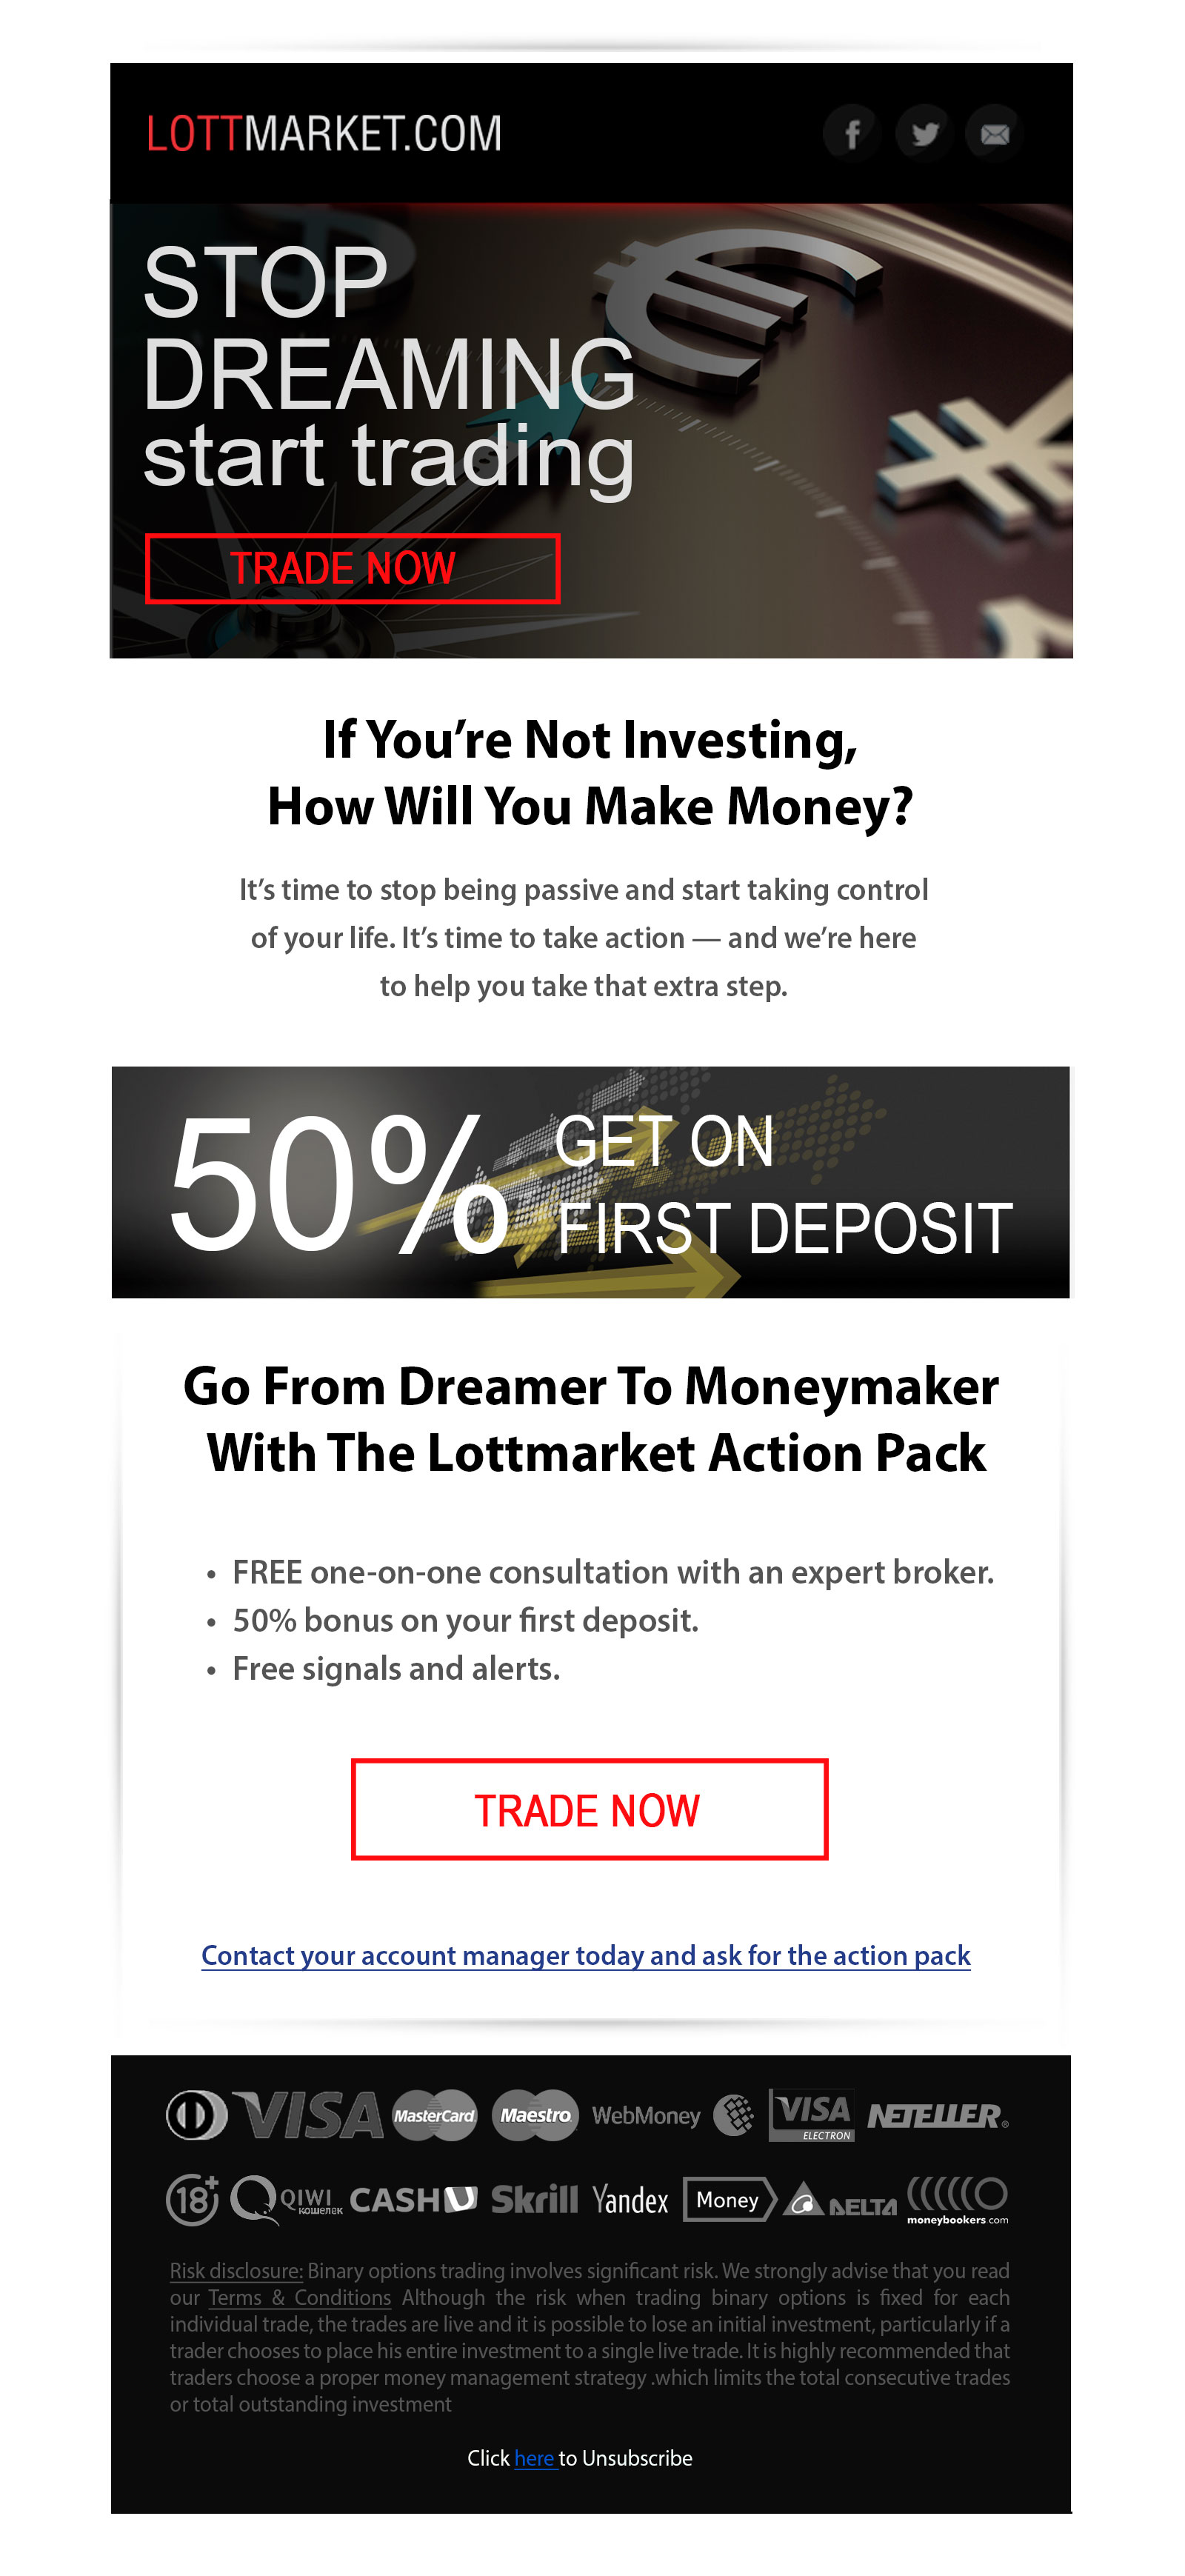 LOTTMARKET.COM
STOP
DREAMING
start trading
TRADE NOW
If You’re Not Investing,
How Will You Make Money?
It’s time to stop being passive and start taking control
of your life. It’s time to take action — and we’re here
to help you take that extra step.
50% GET ON
FIRST DEPOSIT
Go From Dreamer To Moneymaker
With The Lottmarket Action Pack
• FREE one-on-one consultation with an expert broker.
• 50% bonus on your first deposit.
• Free signals and alerts.
TRADE NOW
Contact your account manager today and ask for the action pack
VISA MasterCard Maestro WebMoney VISA ELECTRON NETELLER
18+ QIWI КОШЕЛЕК CASHU Skrill Yandex Money DELTA moneybookers.com
Risk disclosure: Binary options trading involves significant risk. We strongly advise that you read
our Terms & Conditions Although the risk when trading binary options is fixed for each
individual trade, the trades are live and it is possible to lose an initial investment, particularly if a
trader chooses to place his entire investment to a single live trade. It is highly recommended that
traders choose a proper money management strategy .which limits the total consecutive trades
or total outstanding investment
Click here to Unsubscribe